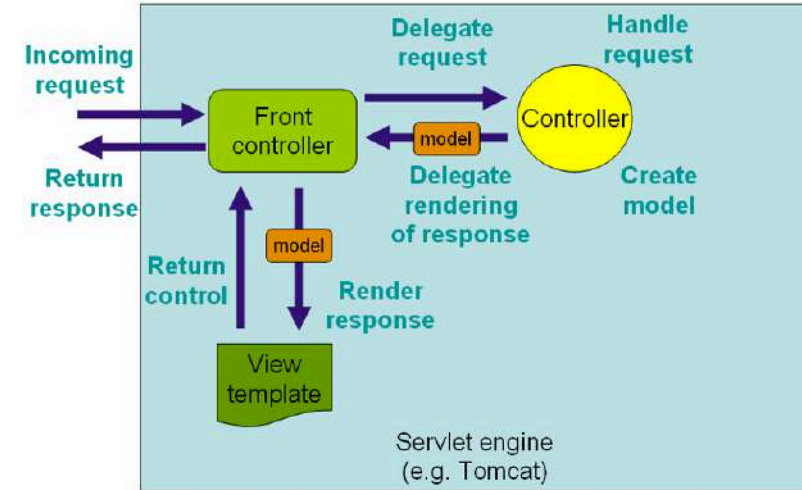 Incoming
request
Return
response
Front
controller
Delegate
request
Handle
request
Controller
model
Delegate
rendering
of response
Create
model
model
Return
control
Render
response
View
template
Servlet engine
(e.g. Tomcat)